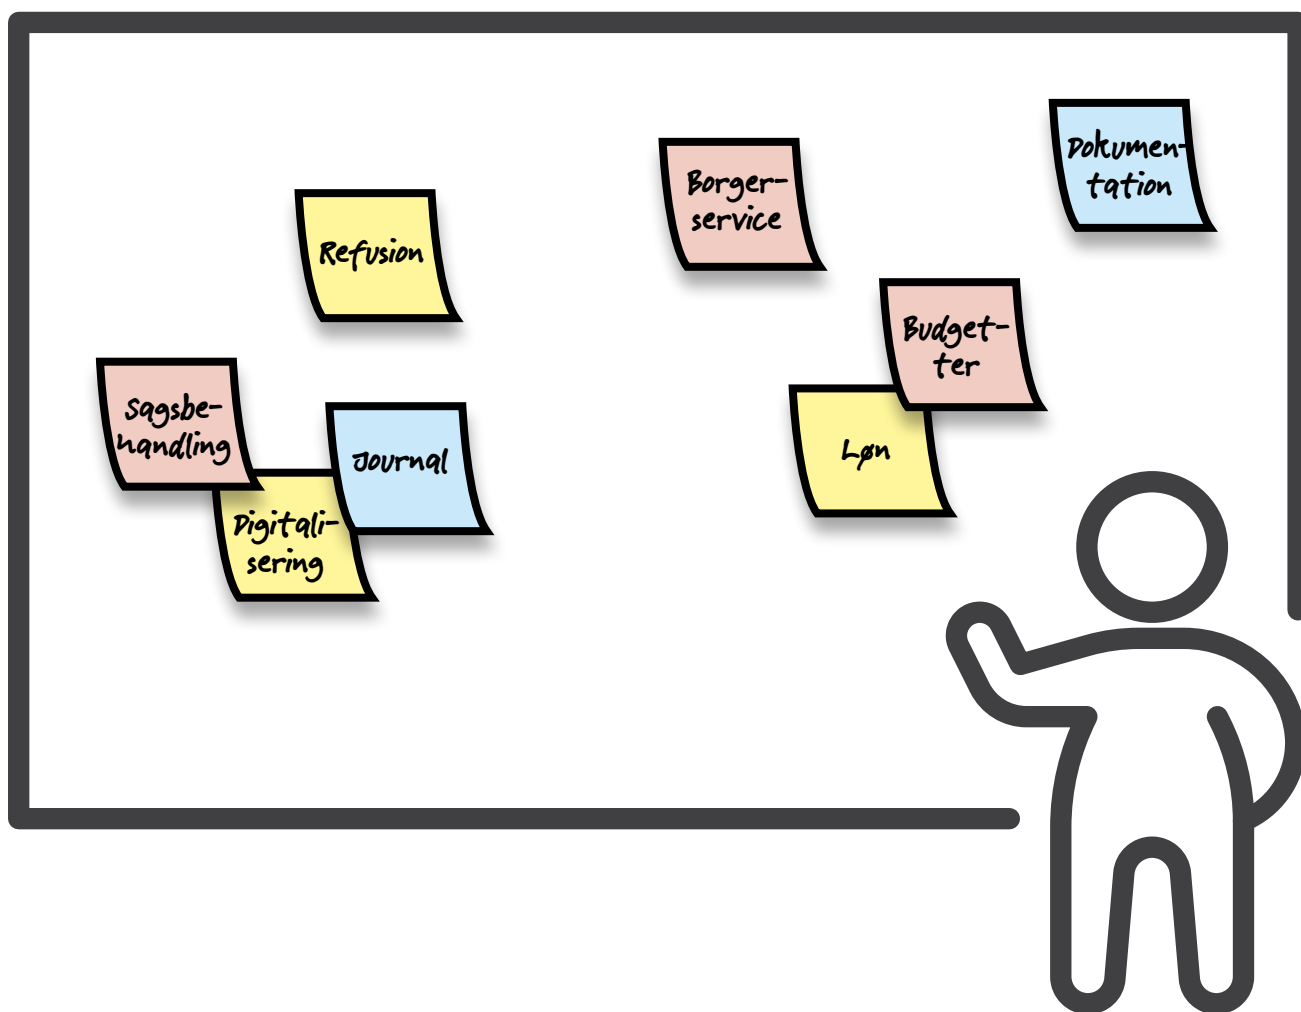 Refusion
Borger-
service
Dokumen-
tation
Sagsbe-
handling
Digitali-
sering
Journal
Budget-
ter
Løn